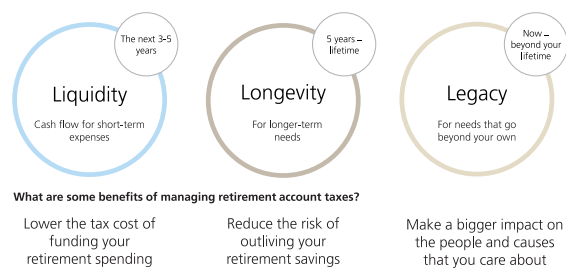 The next 3-5
years
Liquidity
Cash flow for short-term
expenses
5 years –
lifetime
Longevity
For longer-term
needs
Now –
beyond your
lifetime
Legacy
For needs that go
beyond your own
What are some benefits of managing retirement account taxes?
Lower the tax cost of
funding your
retirement spending
Reduce the risk of
outliving your
retirement savings
Make a bigger impact on
the people and causes
that you care about